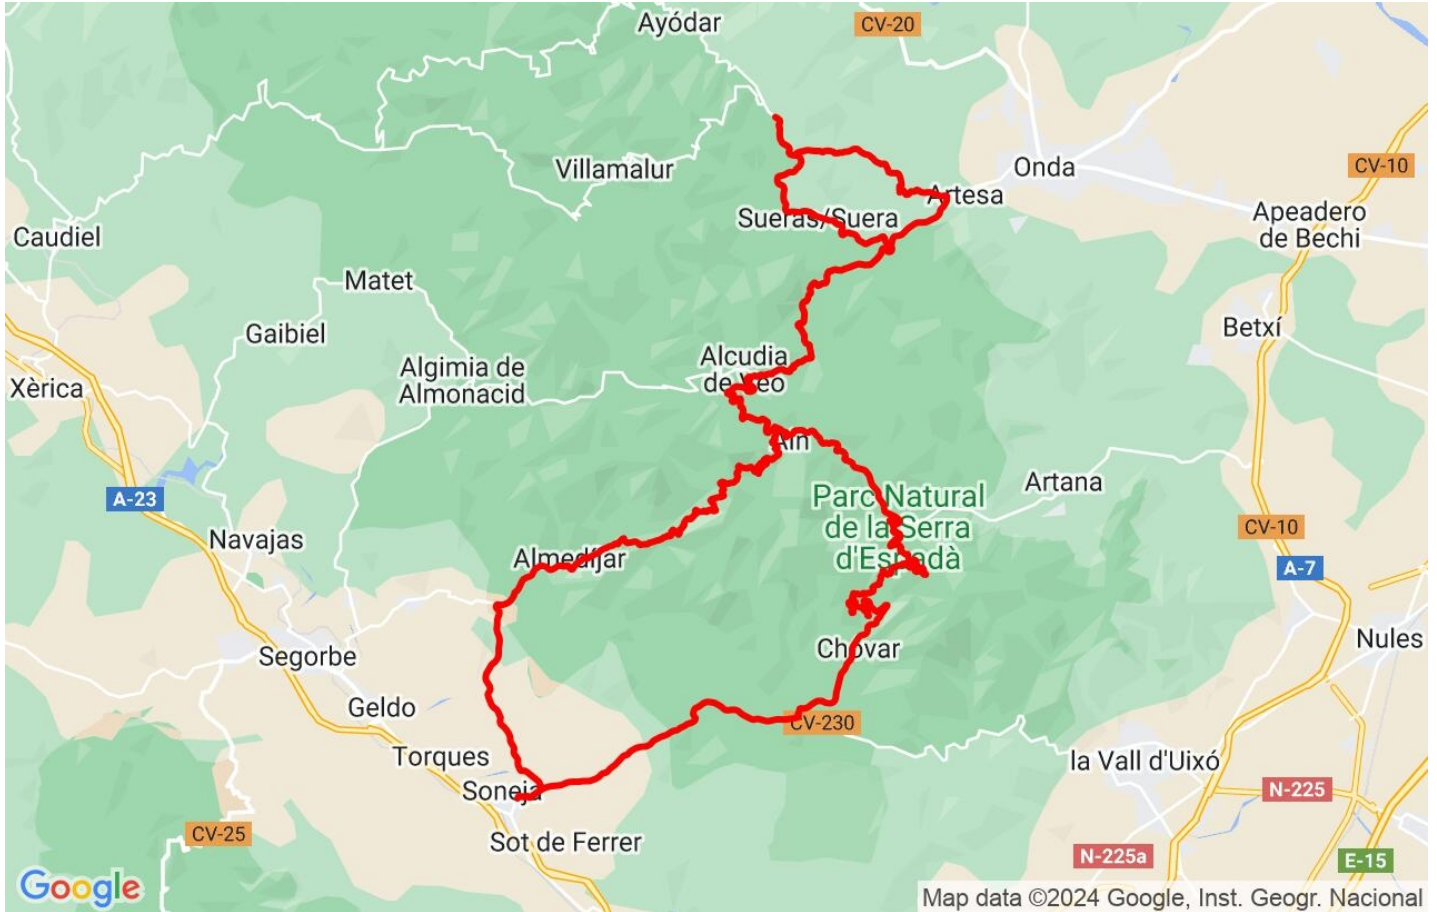 Ayódar
CV-20
Villamalur
Onda
CV-10
Artesa
Sueras/Suera
Apeadero
de Bechi
Caudiel
Matet
Gaibiel
Betxí
Alcudia
de Veo
Algimia de
Almonacid
Xèrica
Aín
Artana
A-23
Parc Natural
de la Serra
d'Espadà
CV-10
Navajas
Almedíjar
A-7
Nules
Chóvar
Segorbe
Geldo
CV-230
Torques
la Vall d'Uixó
Soneja
N-225
CV-25
Sot de Ferrer
N-225a
E-15
Google
Map data ©2024 Google, Inst. Geogr. Nacional